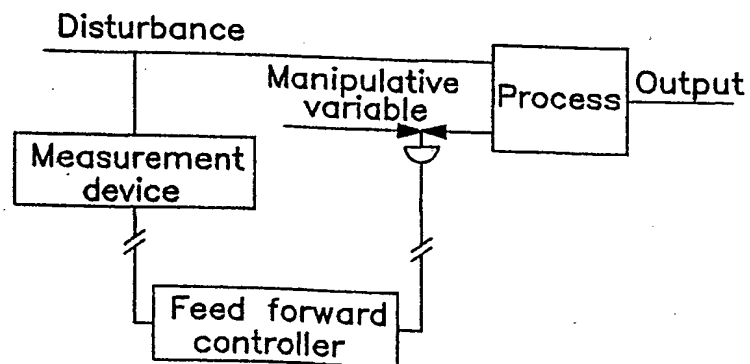 Disturbance
Manipulative
variable
Process
Output
Measurement
device
Feed forward
controller